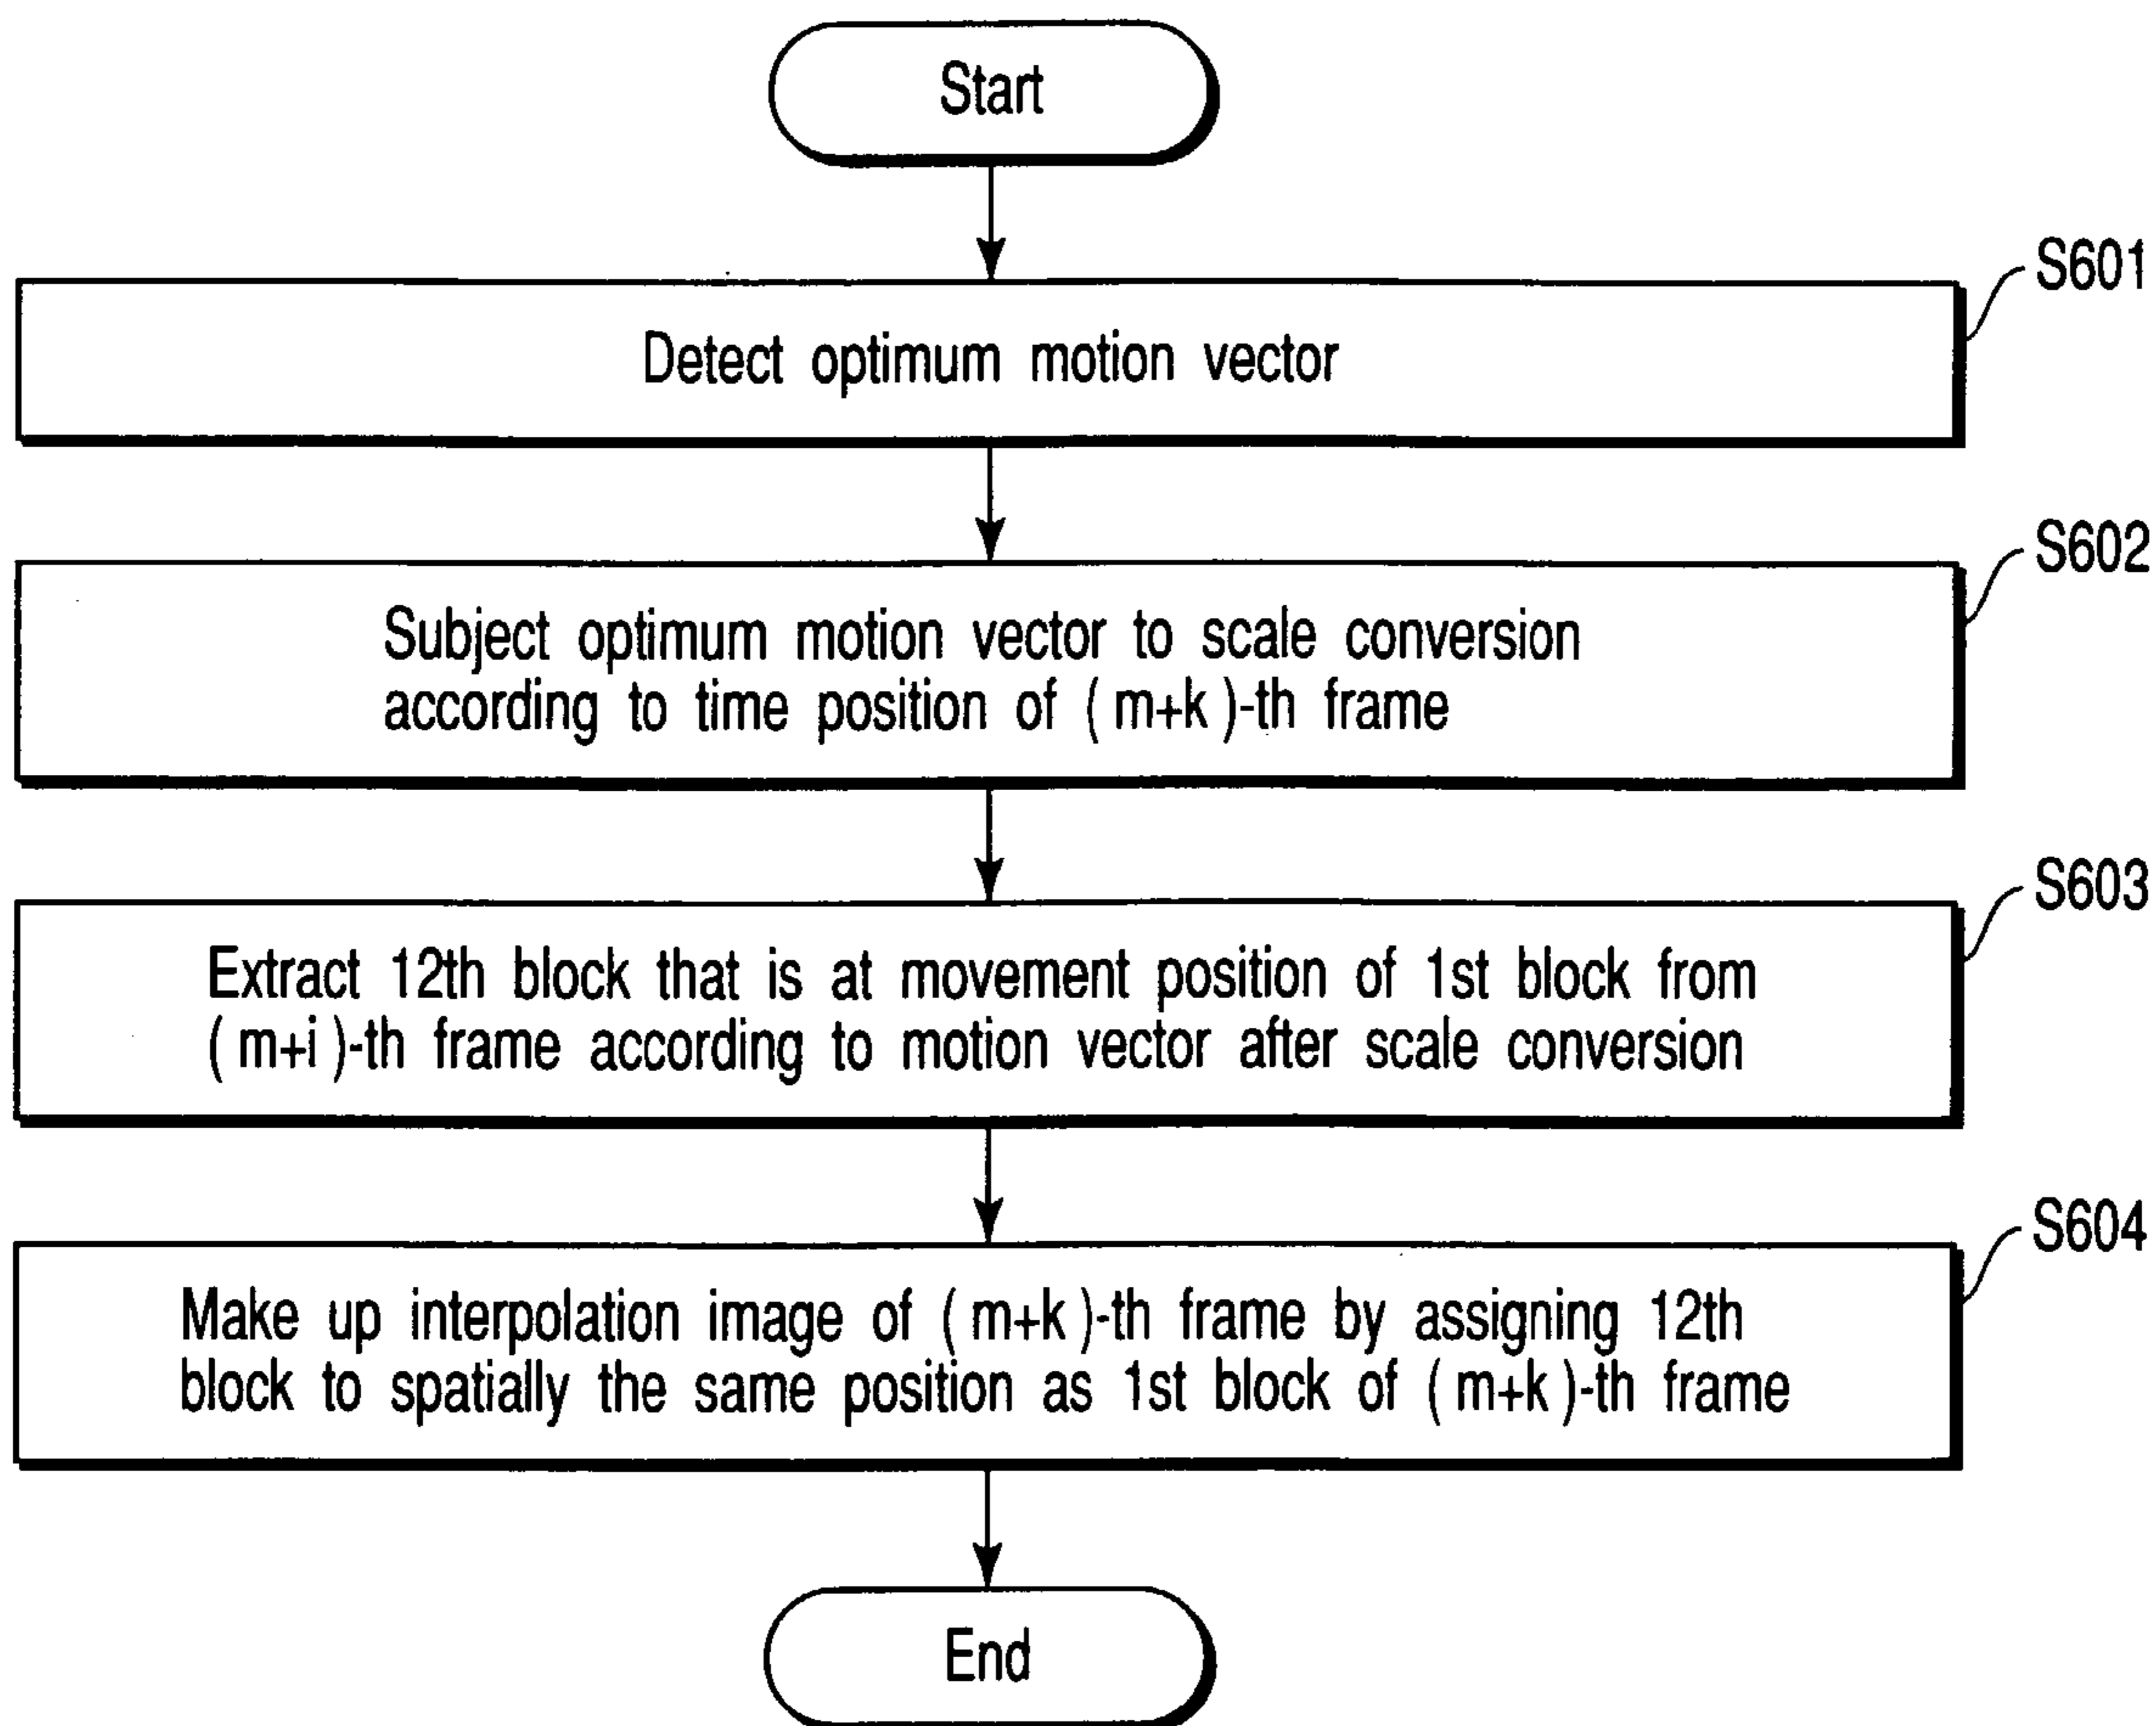 Start
S601
Detect optimum motion vector
S602
Subject optimum motion vector to scale conversion
according to time position of (m+k)-th frame
S603
Extract 12th block that is at movement position of 1st block from
(m+i)-th frame according to motion vector after scale conversion
S604
Make up interpolation image of (m+k)-th frame by assigning 12th
block to spatially the same position as 1st block of (m+k)-th frame
End